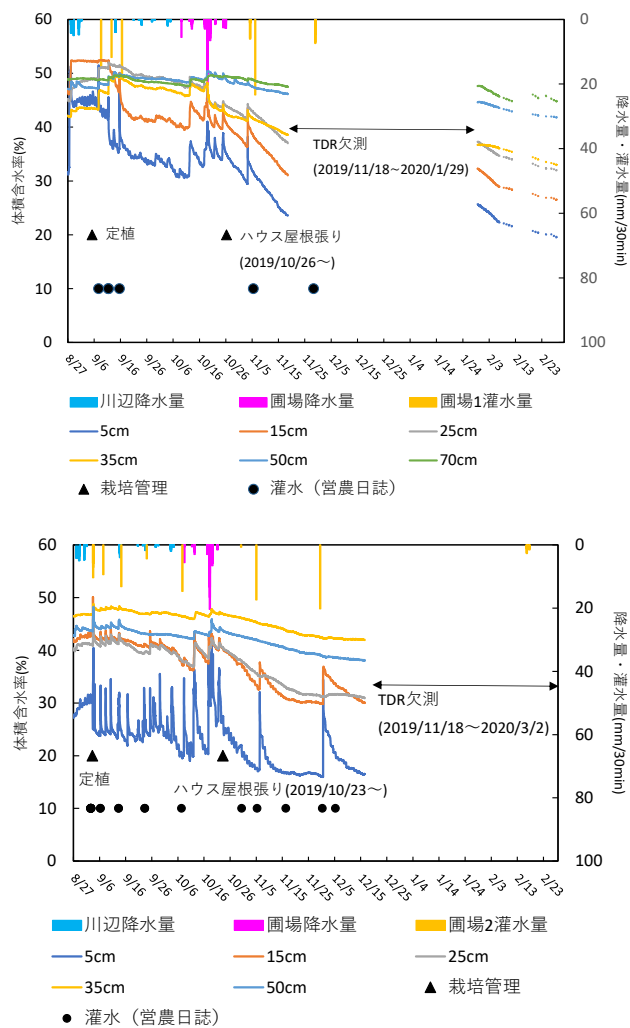 60
50
40
30
20
10
0
体積含水率(%)
0
20
40
60
80
100
降水量・灌水量(mm/30min)
TDR欠測
(2019/11/18~2020/1/29)
定植
ハウス屋根張り
(2019/10/26～)
8/27 9/6 9/16 9/26 10/6 10/16 10/26 11/5 11/15 11/25 12/5 12/15 12/25 1/4 1/14 1/24 2/3 2/13 2/23
川辺降水量 圃場降水量 圃場1灌水量
5cm 15cm 25cm
35cm 50cm 70cm
栽培管理 灌水（営農日誌）
60
50
40
30
20
10
0
体積含水率(%)
0
20
40
60
80
100
降水量・灌水量(mm/30min)
TDR欠測
(2019/11/18～2020/3/2)
定植
ハウス屋根張り(2019/10/23～)
8/27 9/6 9/16 9/26 10/6 10/16 10/26 11/5 11/15 11/25 12/5 12/15 12/25 1/4 1/14 1/24 2/3 2/13 2/23
川辺降水量 圃場降水量 圃場2灌水量
5cm 15cm 25cm
35cm 50cm 栽培管理
灌水（営農日誌）